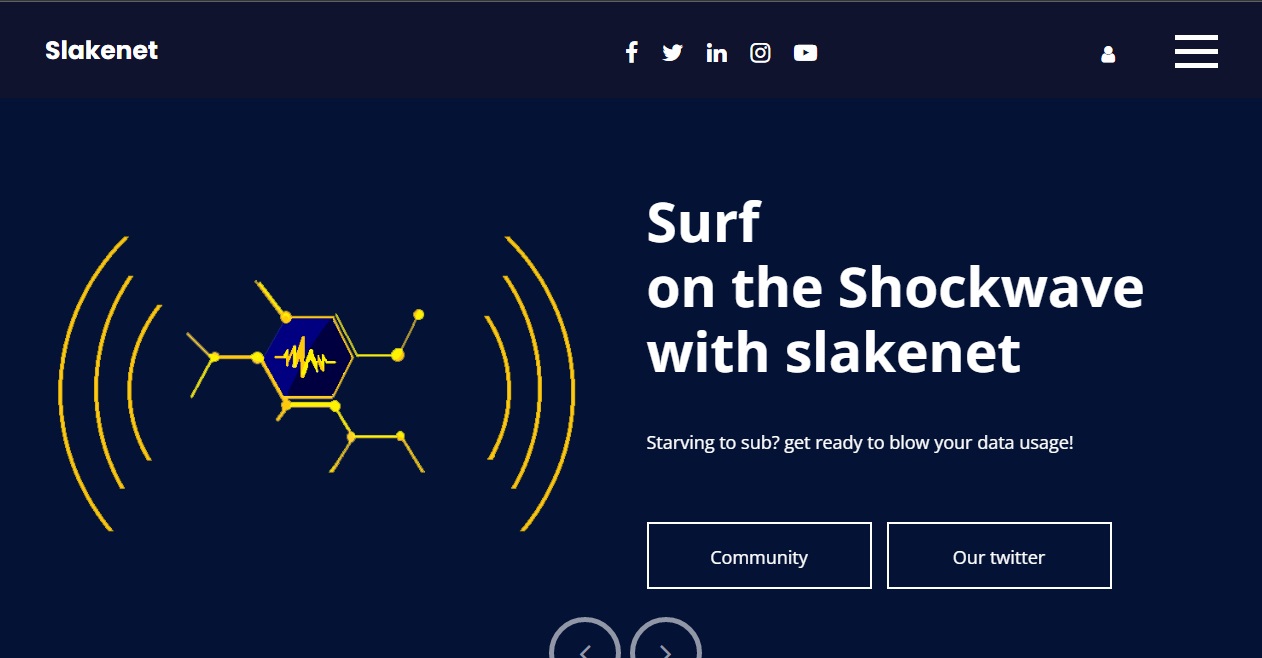 Slakenet
Surf
on the Shockwave
with slakenet
Starving to sub? get ready to blow your data usage!
Community
Our twitter